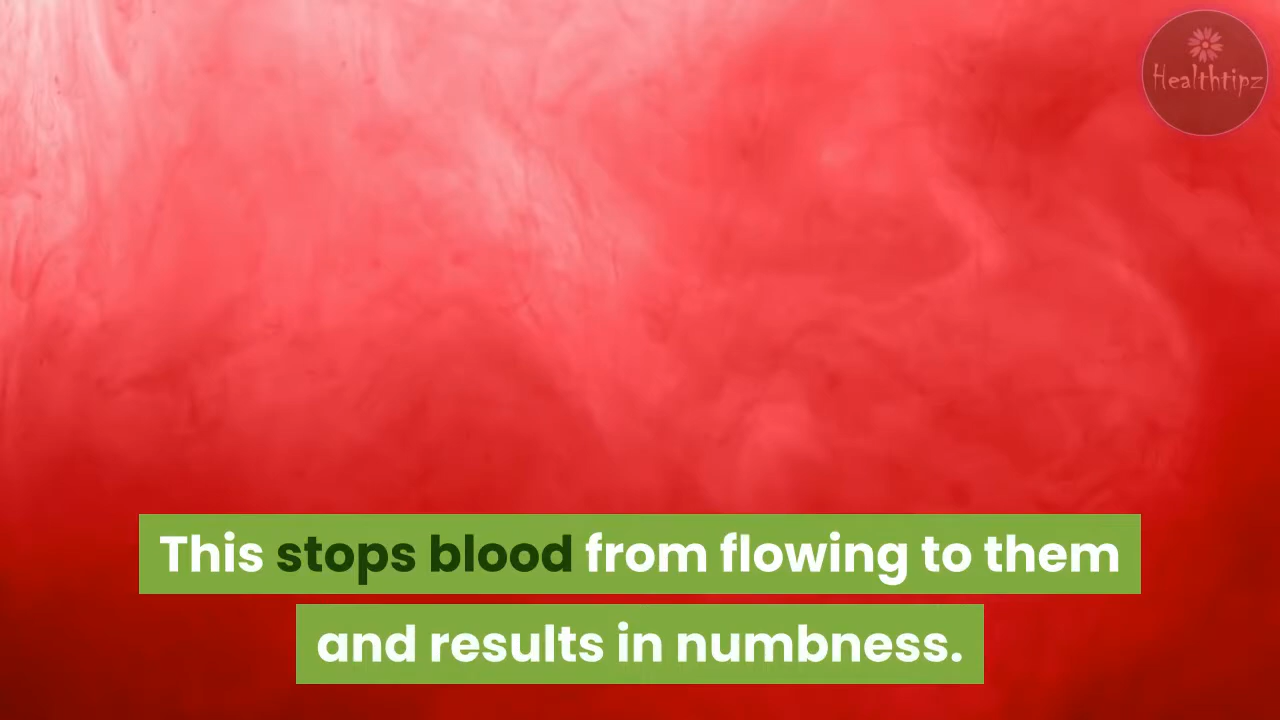 Healthtipz
This stops blood from flowing to them
and results in numbness.